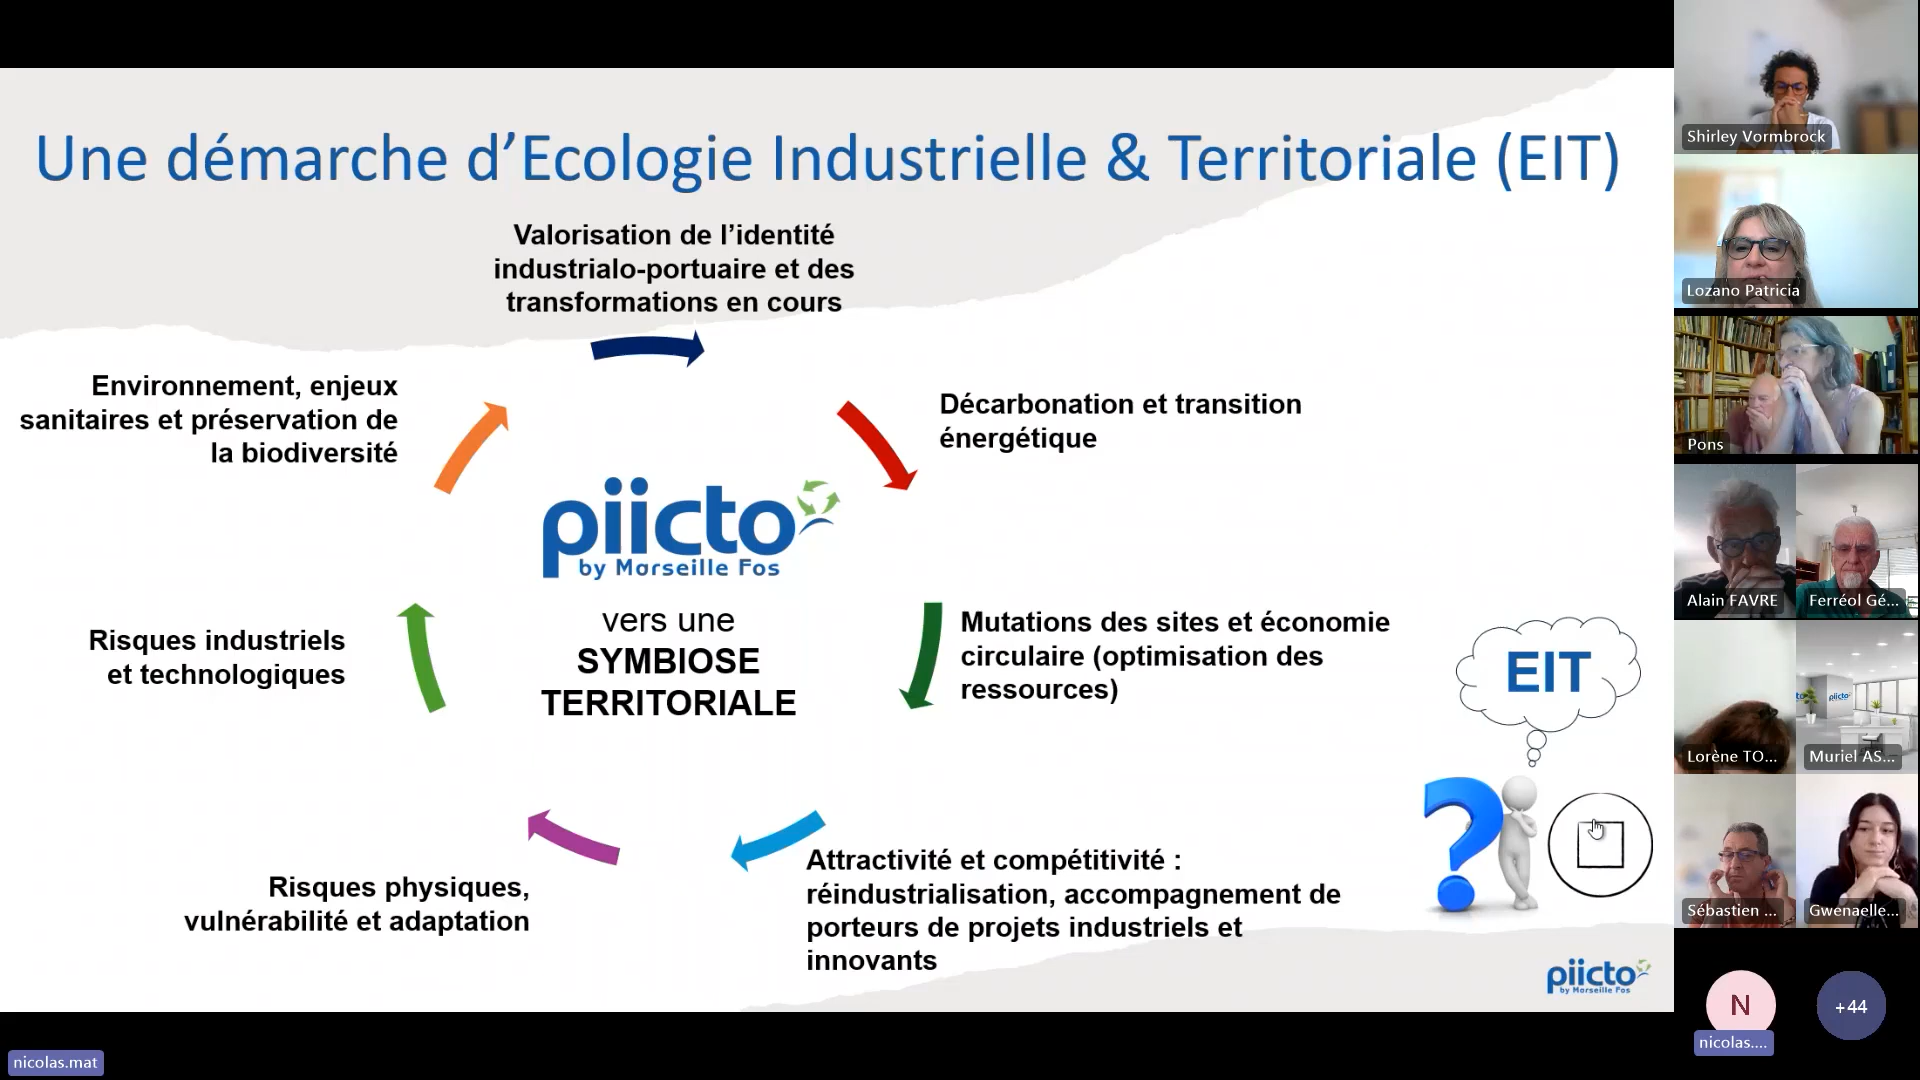 Une démarche d’Ecologie Industrielle & Territoriale (EIT)
Valorisation de l’identité
industrialo-portuaire et des
transformations en cours
Environnement, enjeux
sanitaires et préservation de
la biodiversité
Décarbonation et transition
énergétique
piicto
by Marseille Fos
vers une
SYMBIOSE
TERRITORIALE
Risques industriels
et technologiques
Mutations des sites et économie
circulaire (optimisation des
ressources)
EIT
?
Risques physiques,
vulnérabilité et adaptation
Attractivité et compétitivité :
réindustrialisation, accompagnement de
porteurs de projets industriels et
innovants
piicto
by Marseille Fos
nicolas.mat
Shirley Vormbrock
Lozano Patricia
Pons
Alain FAVRE
Ferréol Gé...
Lorène TO...
piicto
Muriel AS...
Sébastien ...
Gwenaelle...
N
nicolas....
+44